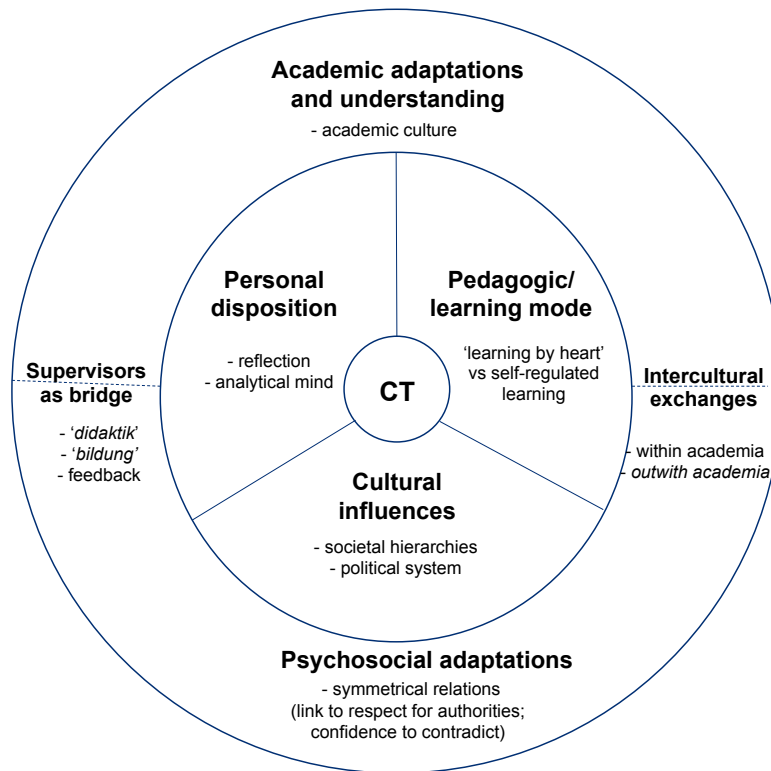 Academic adaptations
and understanding
- academic culture
Personal
disposition
- reflection
- analytical mind
Pedagogic/
learning mode
‘learning by heart’
vs self-regulated
learning
CT
Supervisors
as bridge
- ‘didaktik’
- ‘bildung’
- feedback
Intercultural
exchanges
- within academia
- outwith academia
Cultural
influences
- societal hierarchies
- political system
Psychosocial adaptations
- symmetrical relations
(link to respect for authorities;
confidence to contradict)